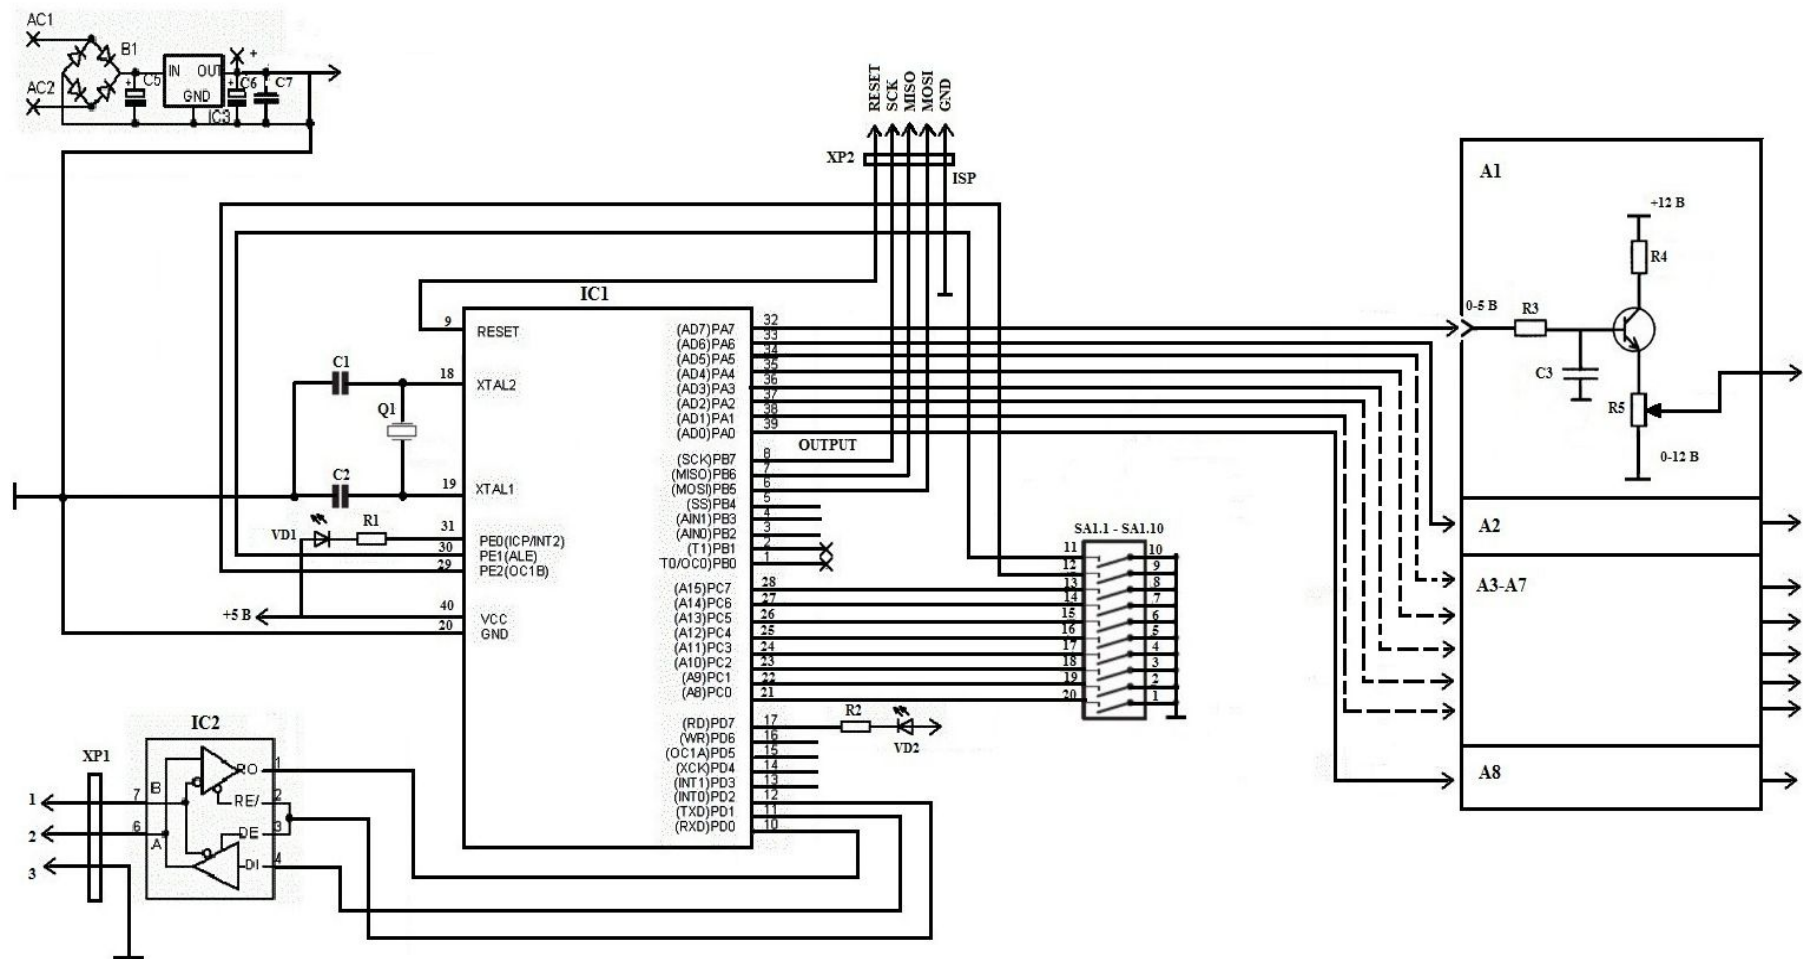 AC1
B1
AC2
IN OUT
GND
C5
+
C6
C7
IC3
RESET
SCK
MISO
MOSI
GND
XP2
ISP
IC1
9 RESET
C1
18 XTAL2
Q1
C2
19 XTAL1
VD1
R1
31 PE0(ICP/INT2)
30 PE1(ALE)
29 PE2(OC1B)
+5 В
40 VCC
20 GND
(AD7)PA7 32
(AD6)PA6 33
(AD5)PA5 34
(AD4)PA4 35
(AD3)PA3 36
(AD2)PA2 37
(AD1)PA1 38
(AD0)PA0 39
OUTPUT
(SCK)PB7 8
(MISO)PB6 7
(MOSI)PB5 6
(SS)PB4 5
(AIN1)PB3 4
(AIN0)PB2 3
(T1)PB1 2
T0/OC0)PB0 1
(A15)PC7 28
(A14)PC6 27
(A13)PC5 26
(A12)PC4 25
(A11)PC3 24
(A10)PC2 23
(A9)PC1 22
(A8)PC0 21
(RD)PD7 17
(WR)PD6 16
(OC1A)PD5 15
(XCK)PD4 14
(INT1)PD3 13
(INT0)PD2 12
(TXD)PD1 11
(RXD)PD0 10
R2
VD2
SA1.1 - SA1.10
11 10
12 9
13 8
14 7
15 6
16 5
17 4
18 3
19 2
20 1
A1
+12 В
R4
0-5 В
R3
C3
R5
0-12 В
A2
A3-A7
A8
IC2
XP1
1
2
3
7 B
6 A
RO 1
RE/ 2
DE 3
DI 4